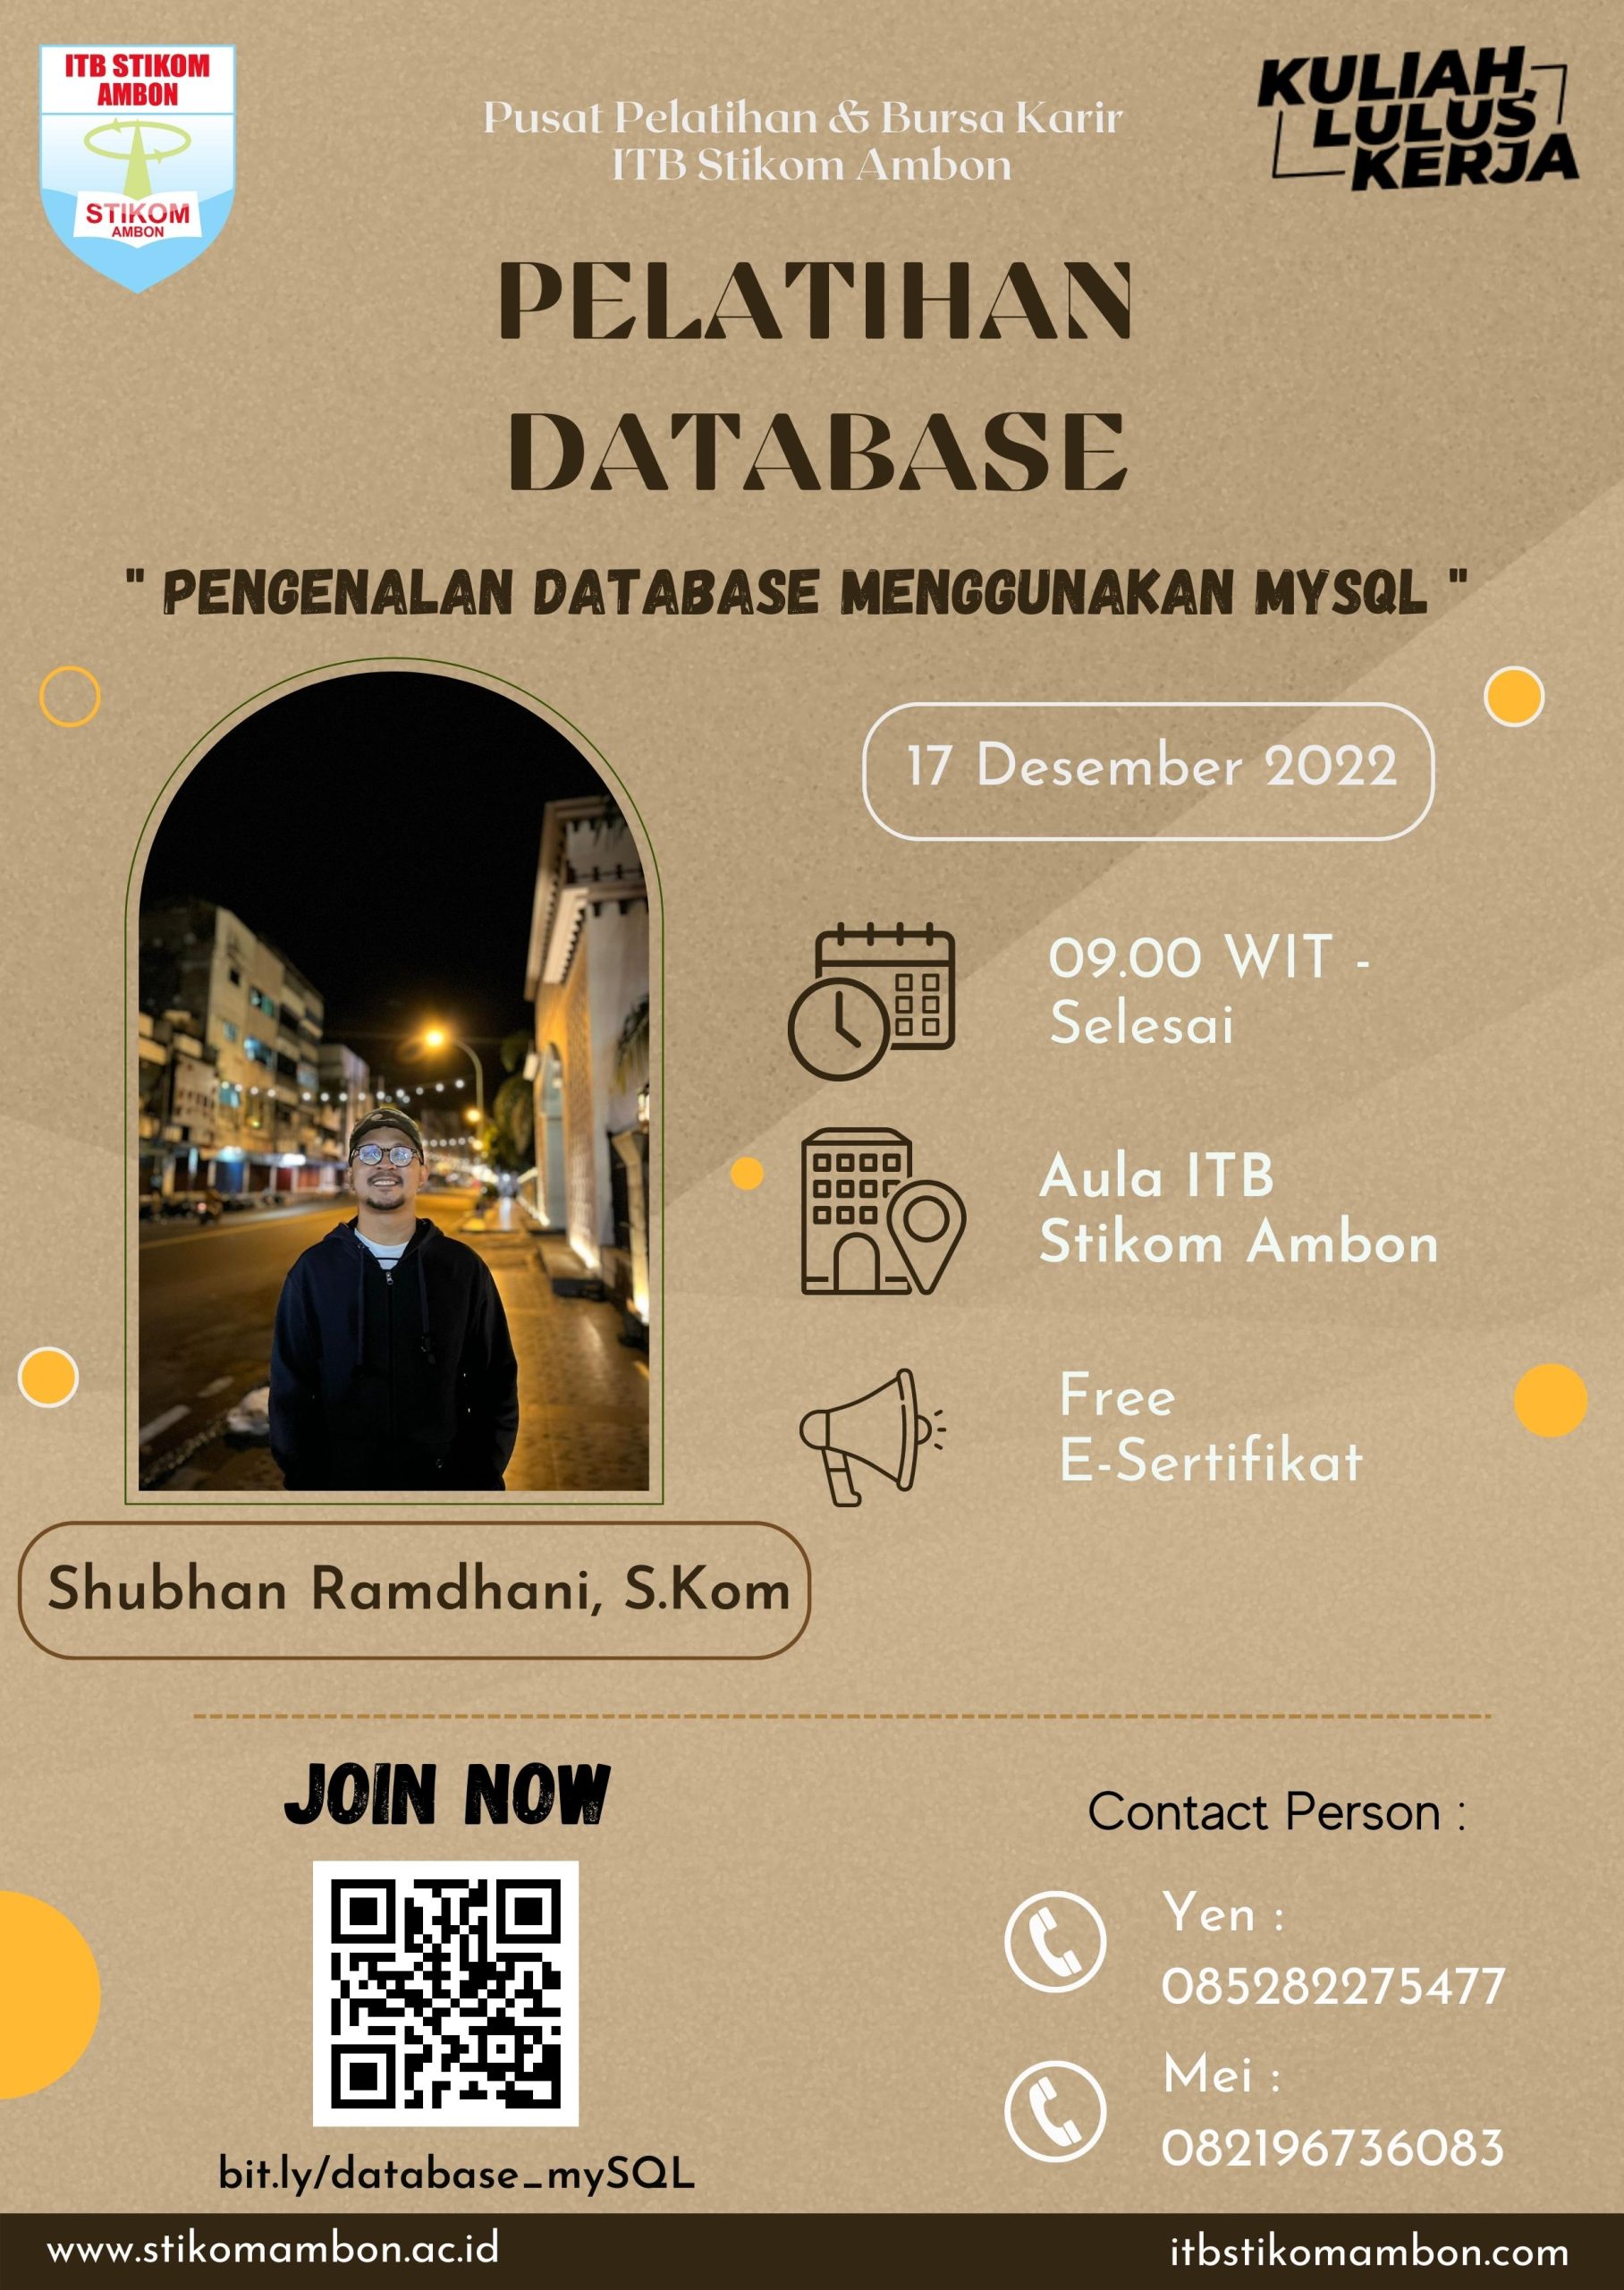 ITB STIKOM
AMBON
STIKOM
AMBON
Pusat Pelatihan & Bursa Karir
ITB Stikom Ambon
KULIAH,
LULUS
KERJA
PELATIHAN
DATABASE
" PENGENALAN DATABASE MENGGUNAKAN MYSQL "
17 Desember 2022
09.00 WIT -
Selesai
Aula ITB
Stikom Ambon
Free
E-Sertifikat
Shubhan Ramdhani, S.Kom
JOIN NOW
bit.ly/database_mySQL
Contact Person :
Yen :
085282275477
Mei :
082196736083
www.stikomambon.ac.id
itbstikomambon.com